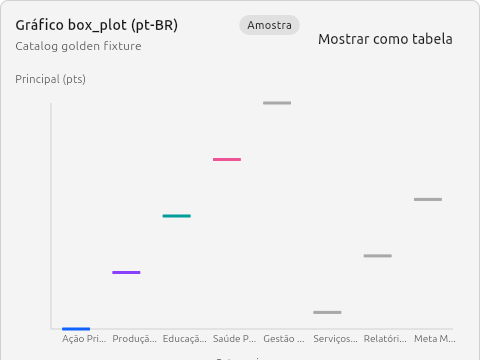 Gráfico box_plot (pt-BR)
Amostra
Catalog golden fixture
Mostrar como tabela
Principal (pts)
Ação Pri... Produçã... Educaçã... Saúde P... Gestão ... Serviços... Relatóri... Meta M...